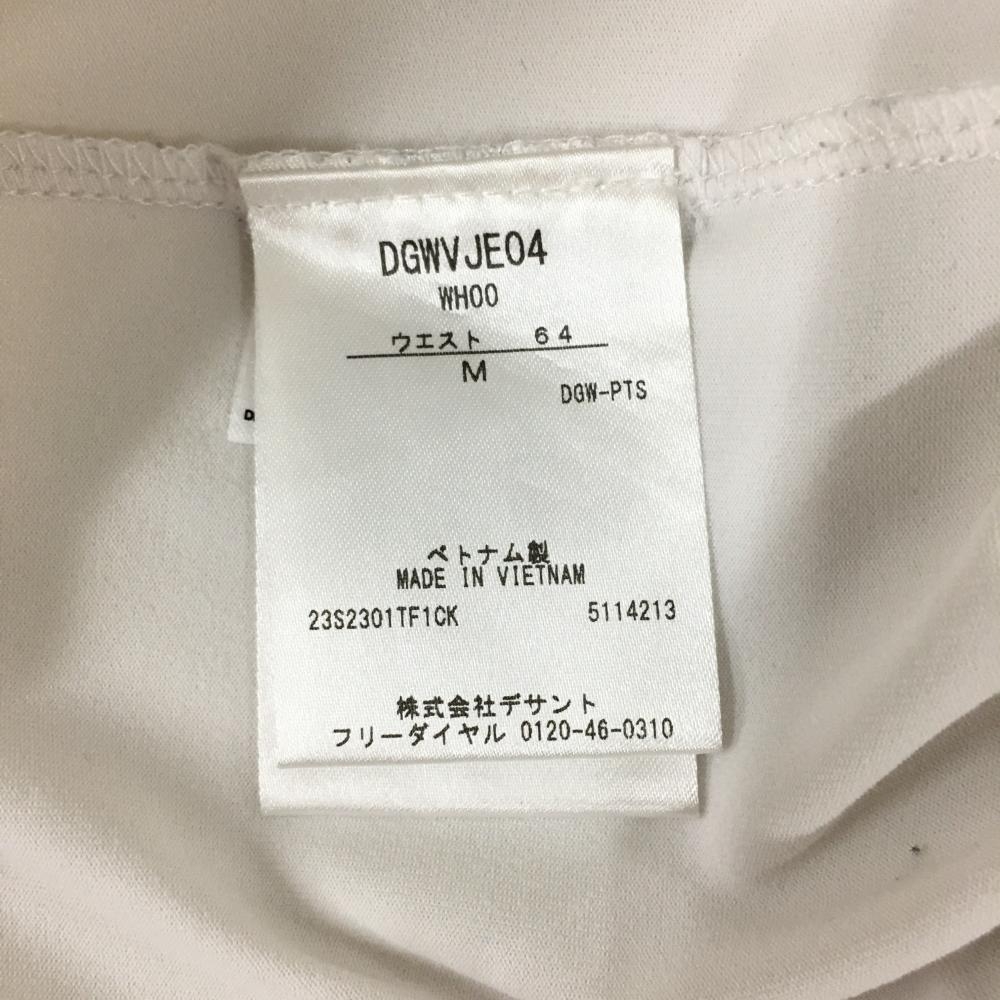 DGWVJE04
WH00
ウエスト 64
M
DGW-PTS
ベトナム製
MADE IN VIETNAM
23S2301TF1CK 5114213
株式会社デサント
フリーダイヤル 0120-46-0310